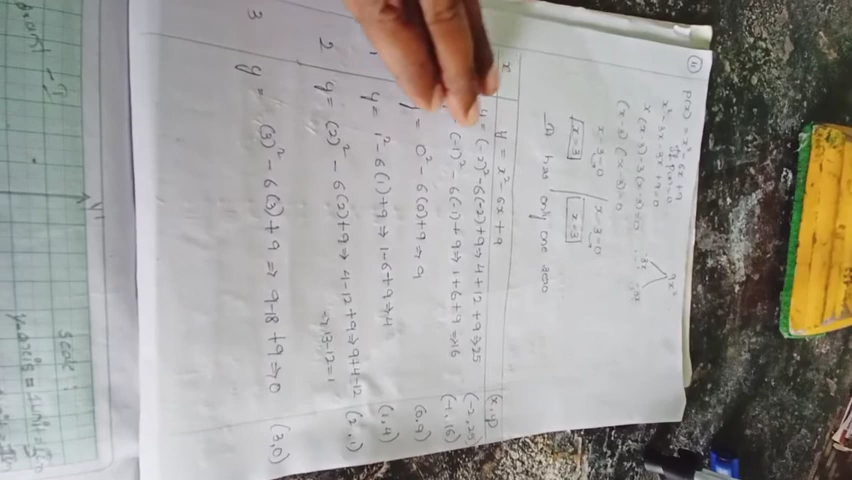 11
p(x) = x² - 6x + 9
x² - 3x - 3x + 9 = 0
x(x-3) - 3(x-3) = 0
(x-3) (x-3) = 0
x-3=0 x-3=0
x=3 x=3
9x²
-3x -3x
It has only one zero
x y = x² - 6x + 9 (x, y)
y = (-2)² - 6(-2) + 9 ⇒ 4 + 12 + 9 ⇒ 25 (-2, 25)
= (-1)² - 6(-1) + 9 ⇒ 1 + 6 + 9 ⇒ 16 (-1, 16)
y = 0² - 6(0) + 9 ⇒ 9 (0, 9)
y = 1² - 6(1) + 9 ⇒ 1 - 6 + 9 ⇒ 4 (1, 4)
2 y = (2)² - 6(2) + 9 ⇒ 4 - 12 + 9 ⇒ 9 + 4 - 12 (2, 1)
⇒ 13 - 12 = 1
3 y = (3)² - 6(3) + 9 ⇒ 9 - 18 + 9 ⇒ 0 (3, 0)
Y
Scale: